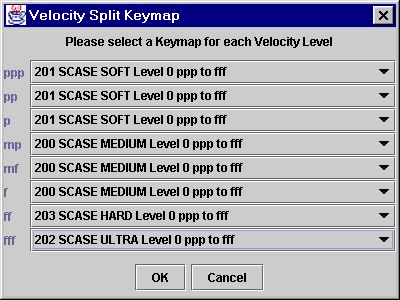 Velocity Split Keymap
Please select a Keymap for each Velocity Level
ppp 201 SCASE SOFT Level 0 ppp to fff
pp 201 SCASE SOFT Level 0 ppp to fff
p 201 SCASE SOFT Level 0 ppp to fff
mp 200 SCASE MEDIUM Level 0 ppp to fff
mf 200 SCASE MEDIUM Level 0 ppp to fff
f 200 SCASE MEDIUM Level 0 ppp to fff
ff 203 SCASE HARD Level 0 ppp to fff
fff 202 SCASE ULTRA Level 0 ppp to fff
OK Cancel